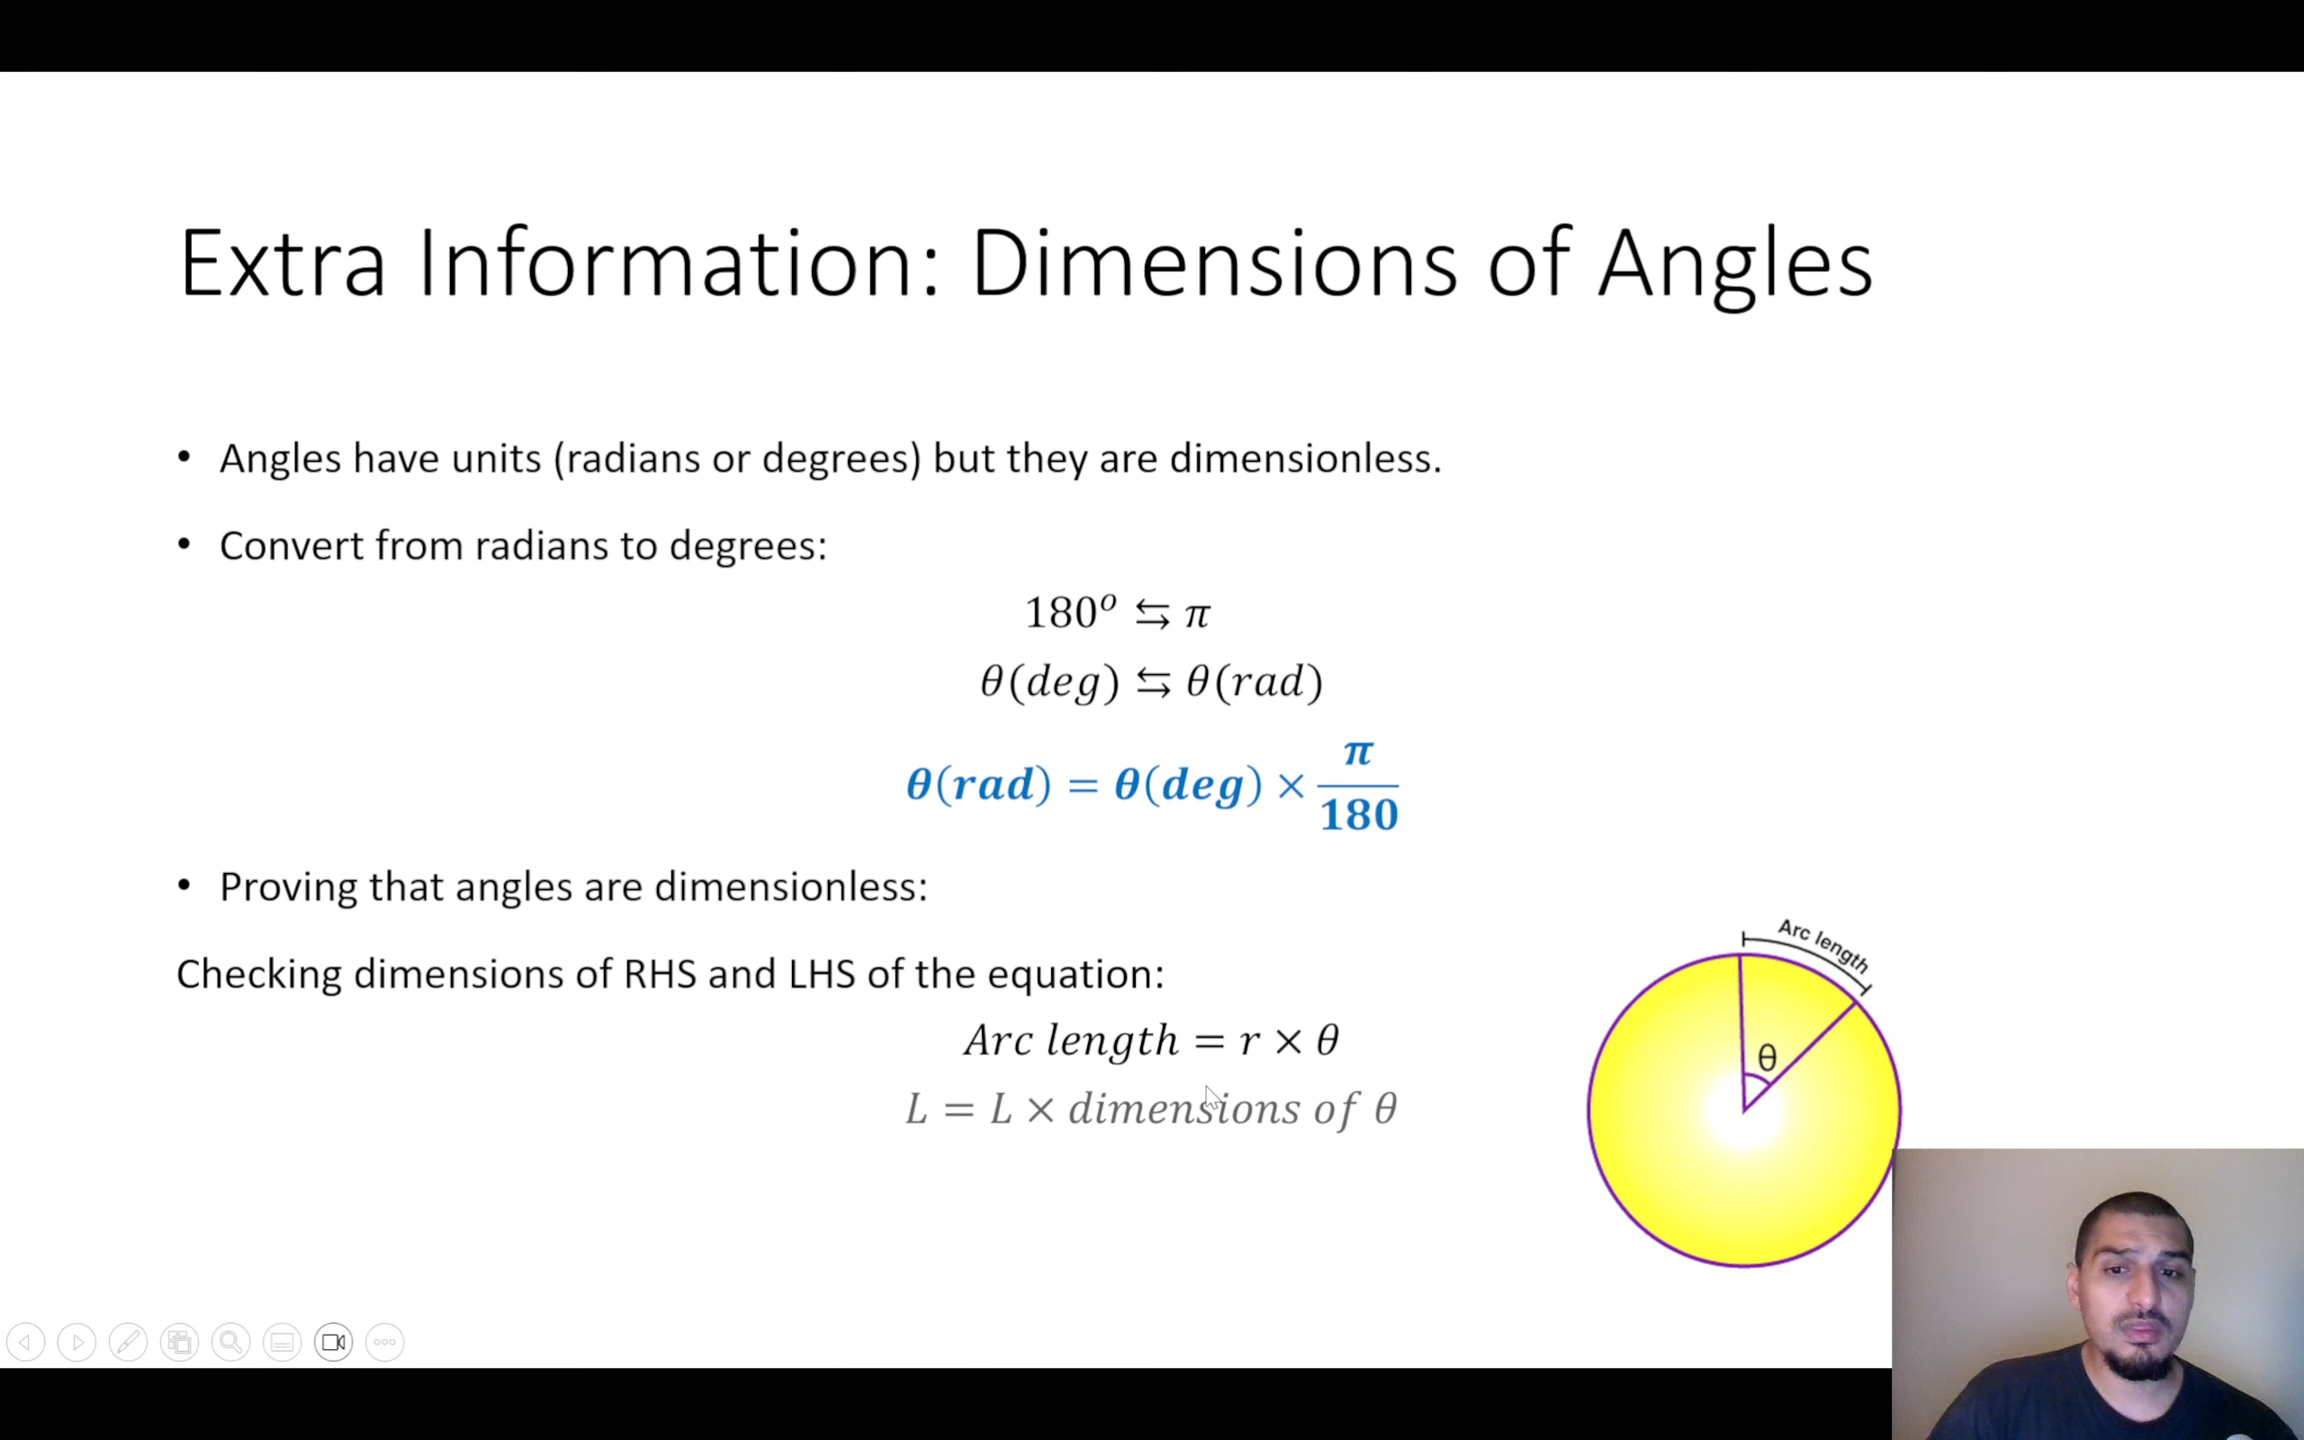 Extra Information: Dimensions of Angles
• Angles have units (radians or degrees) but they are dimensionless.
• Convert from radians to degrees:
180° ⇆ π
θ(deg) ⇆ θ(rad)
θ(rad) = θ(deg) × π/180
• Proving that angles are dimensionless:
Checking dimensions of RHS and LHS of the equation:
Arc length = r × θ
L = L × dimensions of θ
Arc length
θ